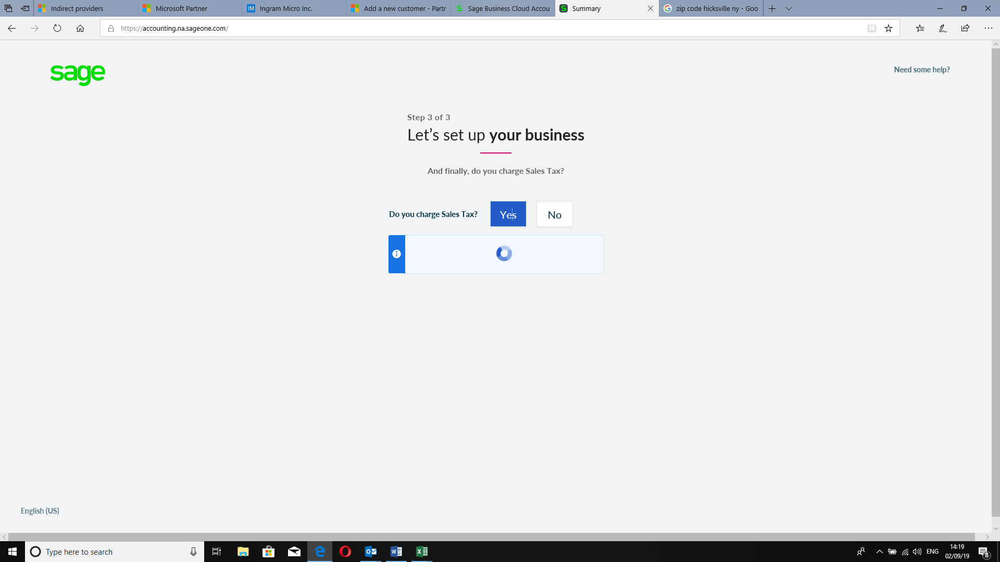 Indirect providers
Microsoft Partner
IM Ingram Micro Inc.
Add a new customer - Partr
Sage Business Cloud Accou
Summary
zip code hicksville ny - Goo
https://accounting.na.sageone.com/
sage
Need some help?
Step 3 of 3
Let's set up your business
And finally, do you charge Sales Tax?
Do you charge Sales Tax?
Yes
No
English (US)
Type here to search
ENG
14:19
02/09/19
8